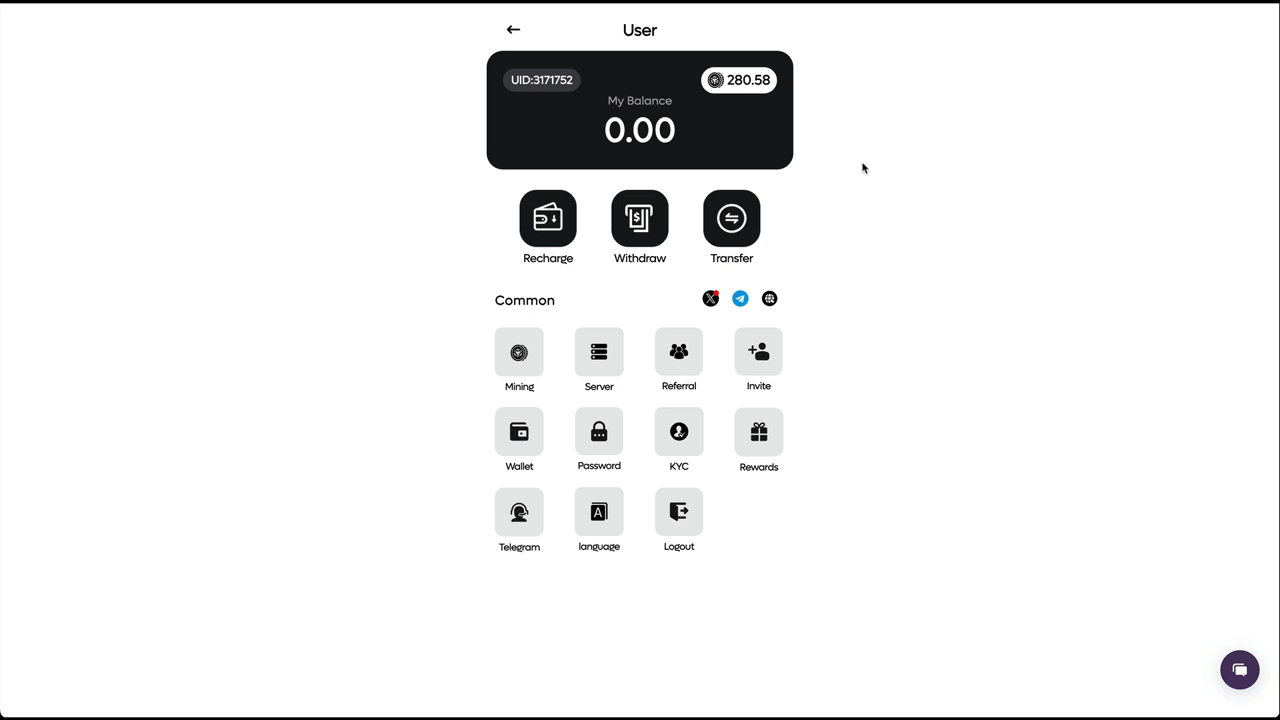 User
UID:3171752
280.58
My Balance
0.00
Recharge
Withdraw
Transfer
Common
Mining
Server
Referral
Invite
Wallet
Password
KYC
Rewards
Telegram
language
Logout